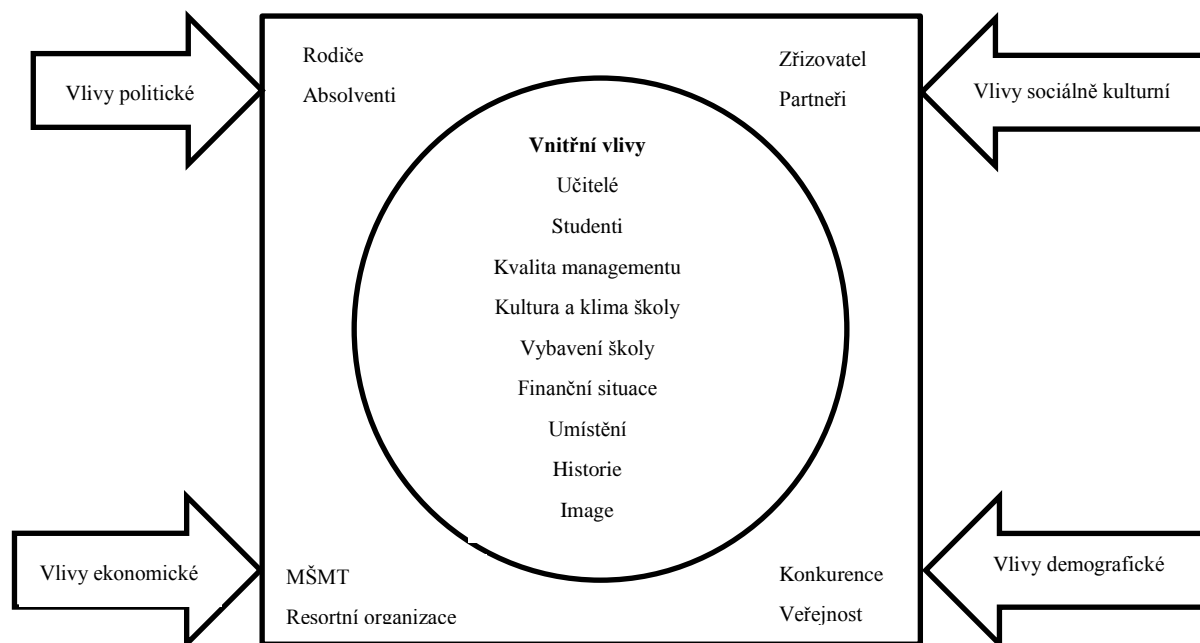 Rodiče
Absolventi
Zřizovatel
Partneři
Vlivy politické
Vlivy sociálně kulturní
Vnitřní vlivy
Učitelé
Studenti
Kvalita managementu
Kultura a klima školy
Vybavení školy
Finanční situace
Umístění
Historie
Image
Vlivy ekonomické
MŠMT
Resortní organizace
Konkurence
Veřejnost
Vlivy demografické